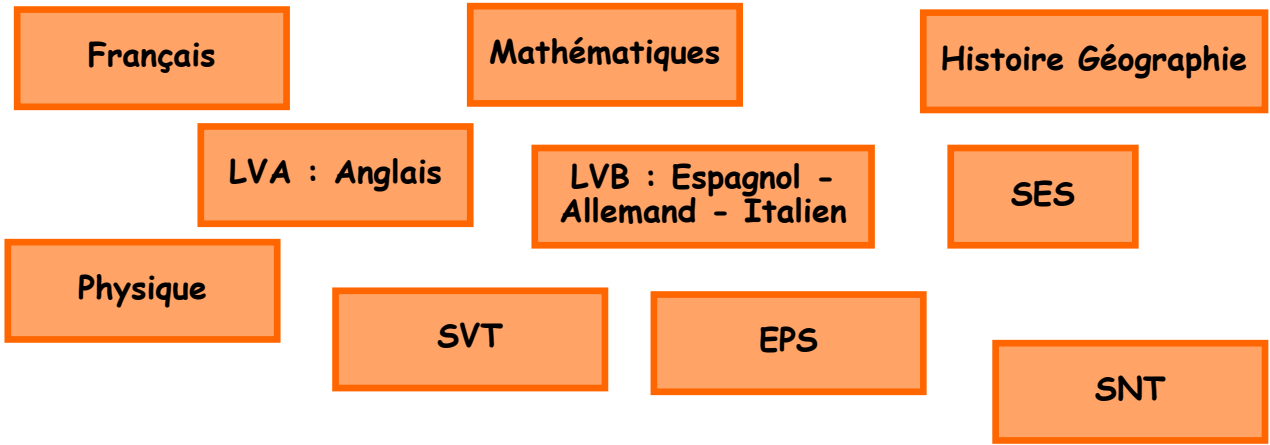 Français
Mathématiques
Histoire Géographie
LVA : Anglais
LVB : Espagnol -
Allemand - Italien
SES
Physique
SVT
EPS
SNT